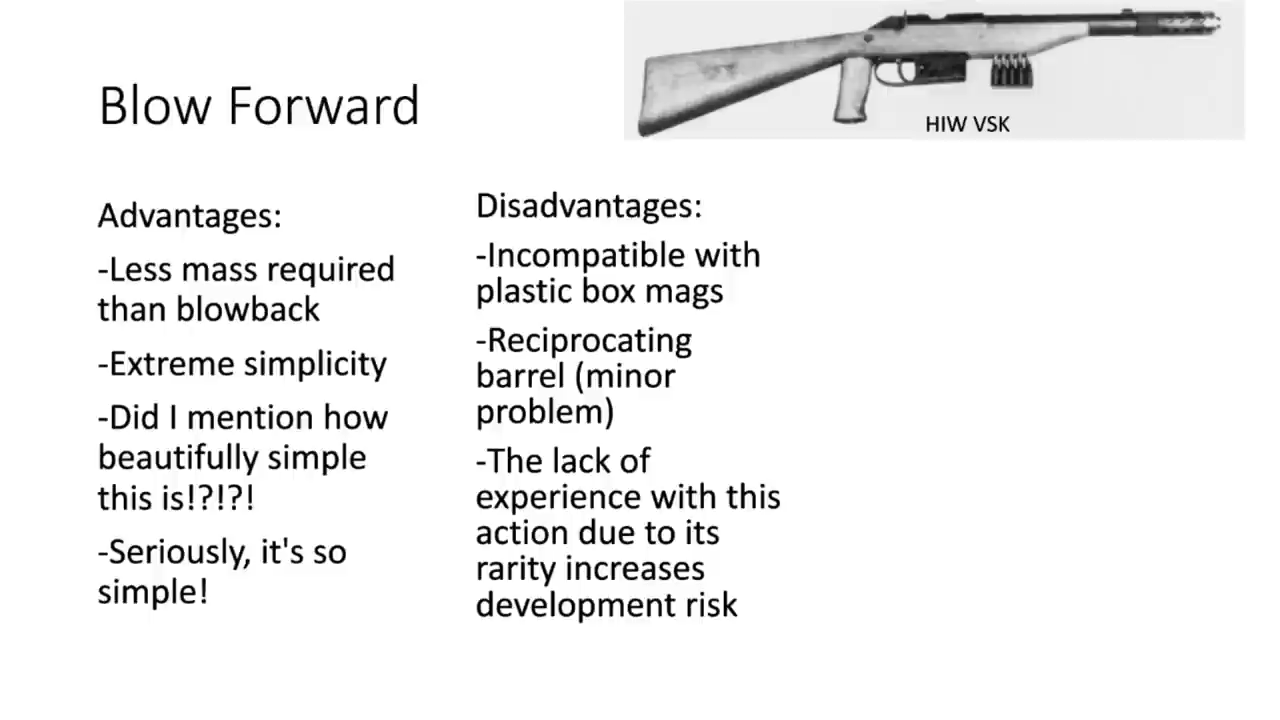 HIW VSK
Blow Forward
Advantages:
-Less mass required
than blowback
-Extreme simplicity
-Did I mention how
beautifully simple
this is!?!?!
-Seriously, it's so
simple!
Disadvantages:
-Incompatible with
plastic box mags
-Reciprocating
barrel (minor
problem)
-The lack of
experience with this
action due to its
rarity increases
development risk